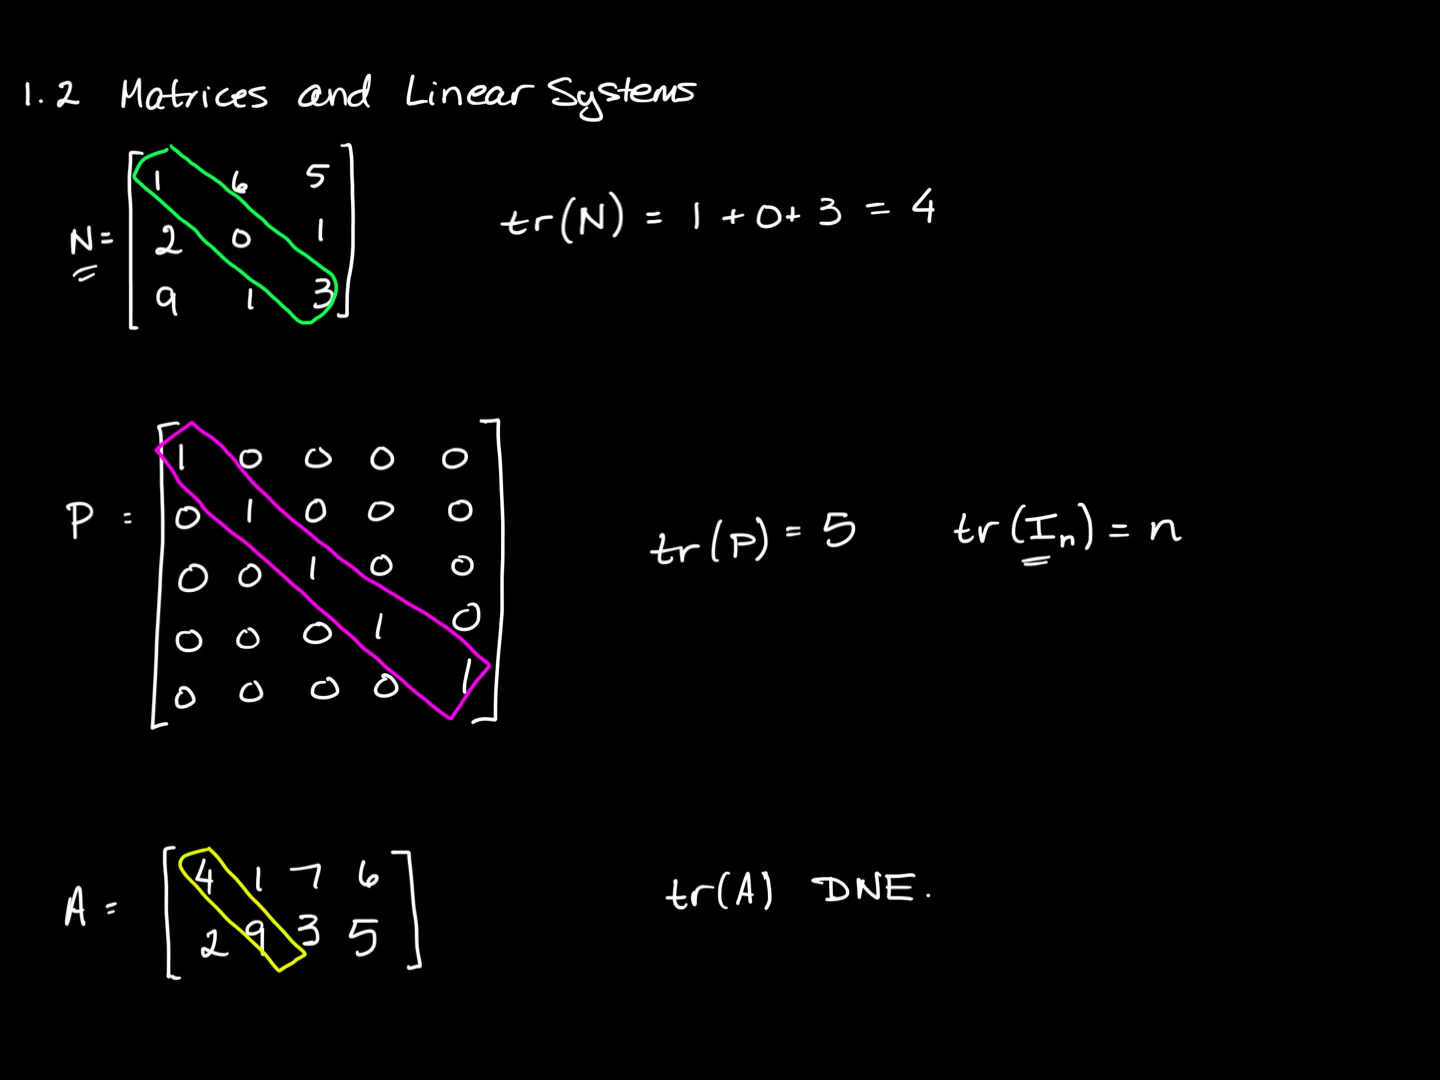 1.2 Matrices and Linear Systems
N = [ 1 6 5
2 0 1
9 1 3 ]
tr(N) = 1 + 0 + 3 = 4
P = [ 1 0 0 0 0
0 1 0 0 0
0 0 1 0 0
0 0 0 1 0
0 0 0 0 1 ]
tr(P) = 5
tr(Iₙ) = n
A = [ 4 1 7 6
2 9 3 5 ]
tr(A) DNE.